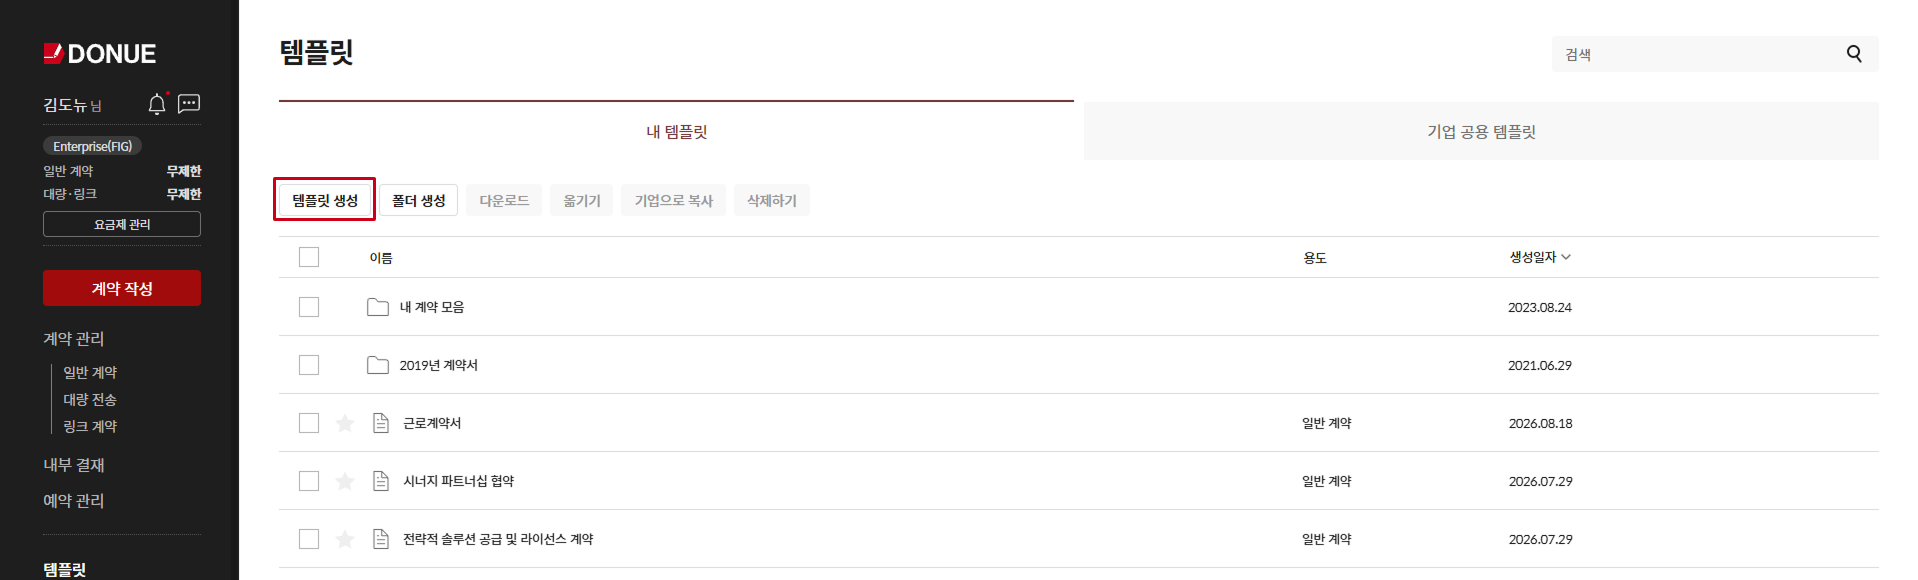 DONUE
김도뉴 님
Enterprise(FIG)
일반 계약 무제한
대량·링크 무제한
요금제 관리
계약 작성
계약 관리
일반 계약
대량 전송
링크 계약
내부 결재
예약 관리
템플릿
템플릿
검색
내 템플릿
기업 공용 템플릿
템플릿 생성 폴더 생성 다운로드 옮기기 기업으로 복사 삭제하기
이름 용도 생성일자
내 계약 모음 2023.08.24
2019년 계약서 2021.06.29
근로계약서 일반 계약 2026.08.18
시너지 파트너십 협약 일반 계약 2026.07.29
전략적 솔루션 공급 및 라이선스 계약 일반 계약 2026.07.29